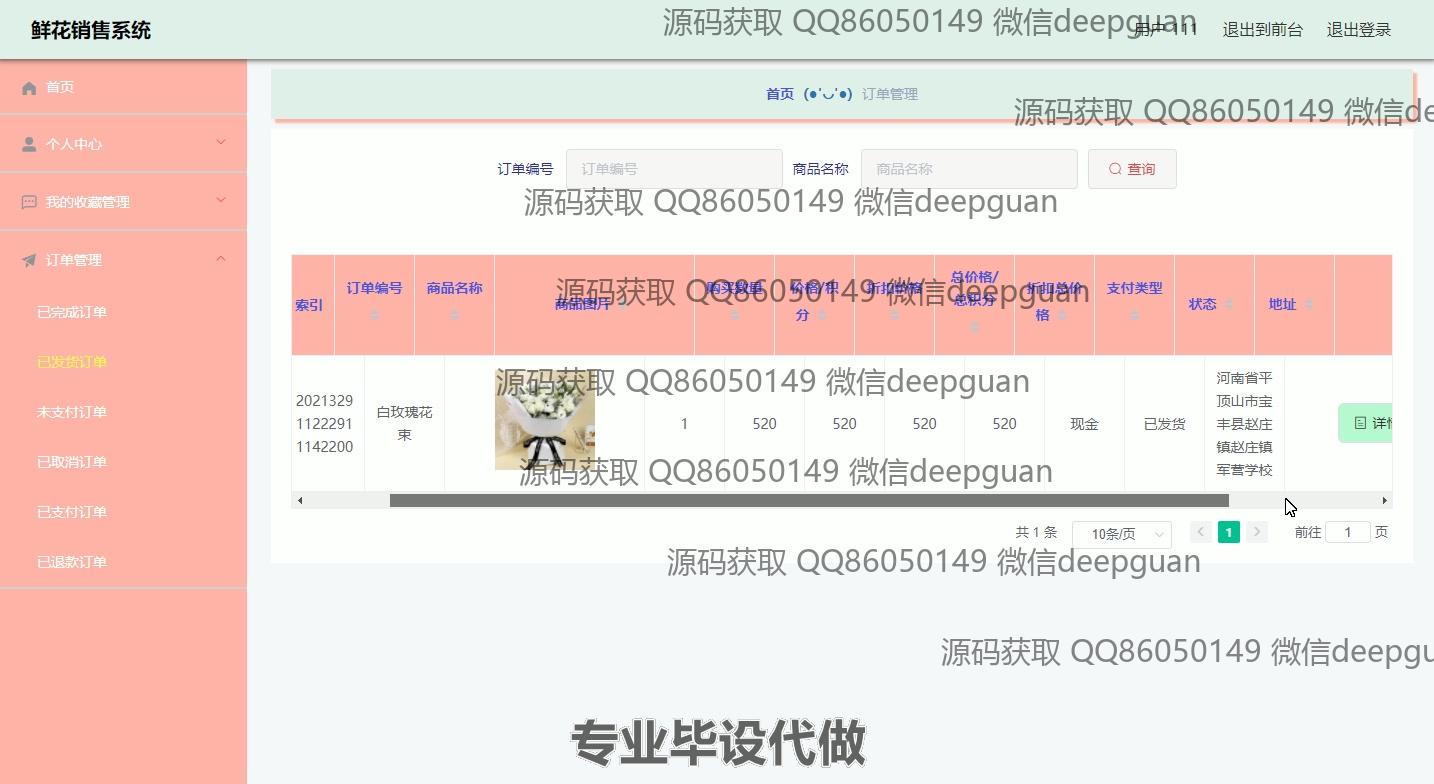 鲜花销售系统
源码获取 QQ86050149 微信deepguan
用户 111
退出到前台
退出登录
首页
个人中心
我的收藏管理
订单管理
已完成订单
已发货订单
未支付订单
已取消订单
已支付订单
已退款订单
首页 (●'◡'●) 订单管理
源码获取 QQ86050149 微信de
订单编号 订单编号 商品名称 商品名称 查询
源码获取 QQ86050149 微信deepguan
索引
订单编号
商品名称
商品图片
购买数量
价格/积
分
折扣价格
总价格/
总积分
折扣总价
格
支付类型
状态
地址
源码获取 QQ86050149 微信deepguan
2021329
1122291
1142200
白玫瑰花
束
1
520
520
520
520
现金
已发货
河南省平
顶山市宝
丰县赵庄
镇赵庄镇
军营学校
详情
源码获取 QQ86050149 微信deepguan
源码获取 QQ86050149 微信deepguan
共 1 条 10条/页 1 前往 1 页
源码获取 QQ86050149 微信deepguan
源码获取 QQ86050149 微信deepgu
专业毕设代做